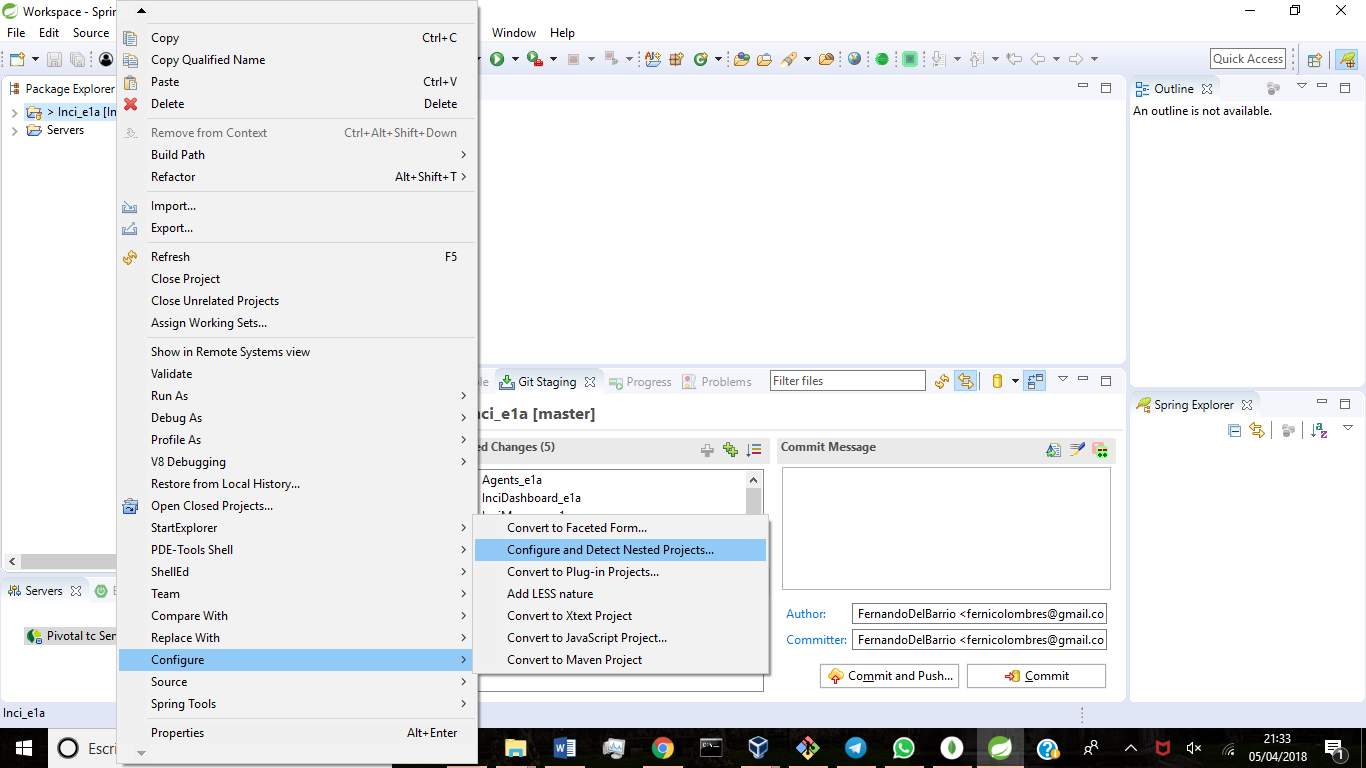 Workspace - Sprin
File Edit Source
Window Help
Quick Access
Package Explorer
> Inci_e1a [In
Servers
Copy Ctrl+C
Copy Qualified Name
Paste Ctrl+V
Delete Delete
Remove from Context Ctrl+Alt+Shift+Down
Build Path
Refactor Alt+Shift+T
Import...
Export...
Refresh F5
Close Project
Close Unrelated Projects
Assign Working Sets...
Show in Remote Systems view
Validate
Run As
Debug As
Profile As
V8 Debugging
Restore from Local History...
Open Closed Projects...
StartExplorer
PDE-Tools Shell
ShellEd
Team
Compare With
Replace With
Configure
Source
Spring Tools
Properties Alt+Enter
Convert to Faceted Form...
Configure and Detect Nested Projects...
Convert to Plug-in Projects...
Add LESS nature
Convert to Xtext Project
Convert to JavaScript Project...
Convert to Maven Project
Outline
An outline is not available.
Git Staging Progress Problems
Filter files
nci_e1a [master]
ed Changes (5)
Agents_e1a
InciDashboard_e1a
Commit Message
Author: FernandoDelBarrio <fernicolombres@gmail.co
Committer: FernandoDelBarrio <fernicolombres@gmail.co
Commit and Push...
Commit
Spring Explorer
Servers
Pivotal tc Ser
Inci_e1a
Escri
21:33
05/04/2018
1